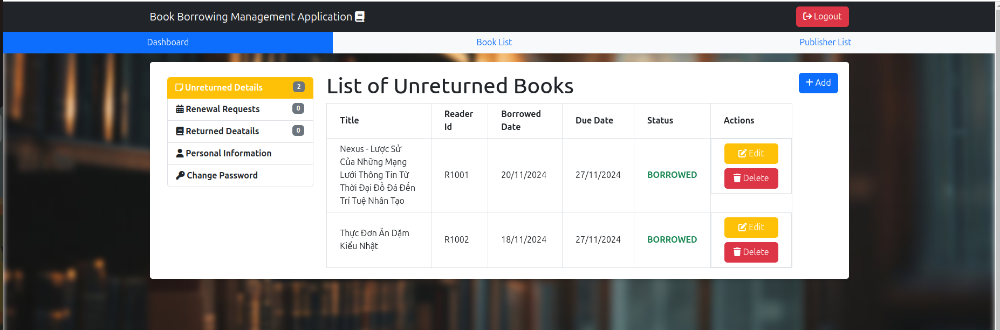 Book Borrowing Management Application
Logout
Dashboard
Book List
Publisher List
Unreturned Details 2
Renewal Requests 0
Returned Deatails 0
Personal Information
Change Password
List of Unreturned Books
Add
Title
Reader
Id
Borrowed
Date
Due Date
Status
Actions
Nexus - Lược Sử
Của Những Mạng
Lưới Thông Tin Từ
Thời Đại Đồ Đá Đến
Trí Tuệ Nhân Tạo
R1001
20/11/2024
27/11/2024
BORROWED
Edit
Delete
Thực Đơn Ăn Dặm
Kiểu Nhật
R1002
18/11/2024
27/11/2024
BORROWED
Edit
Delete